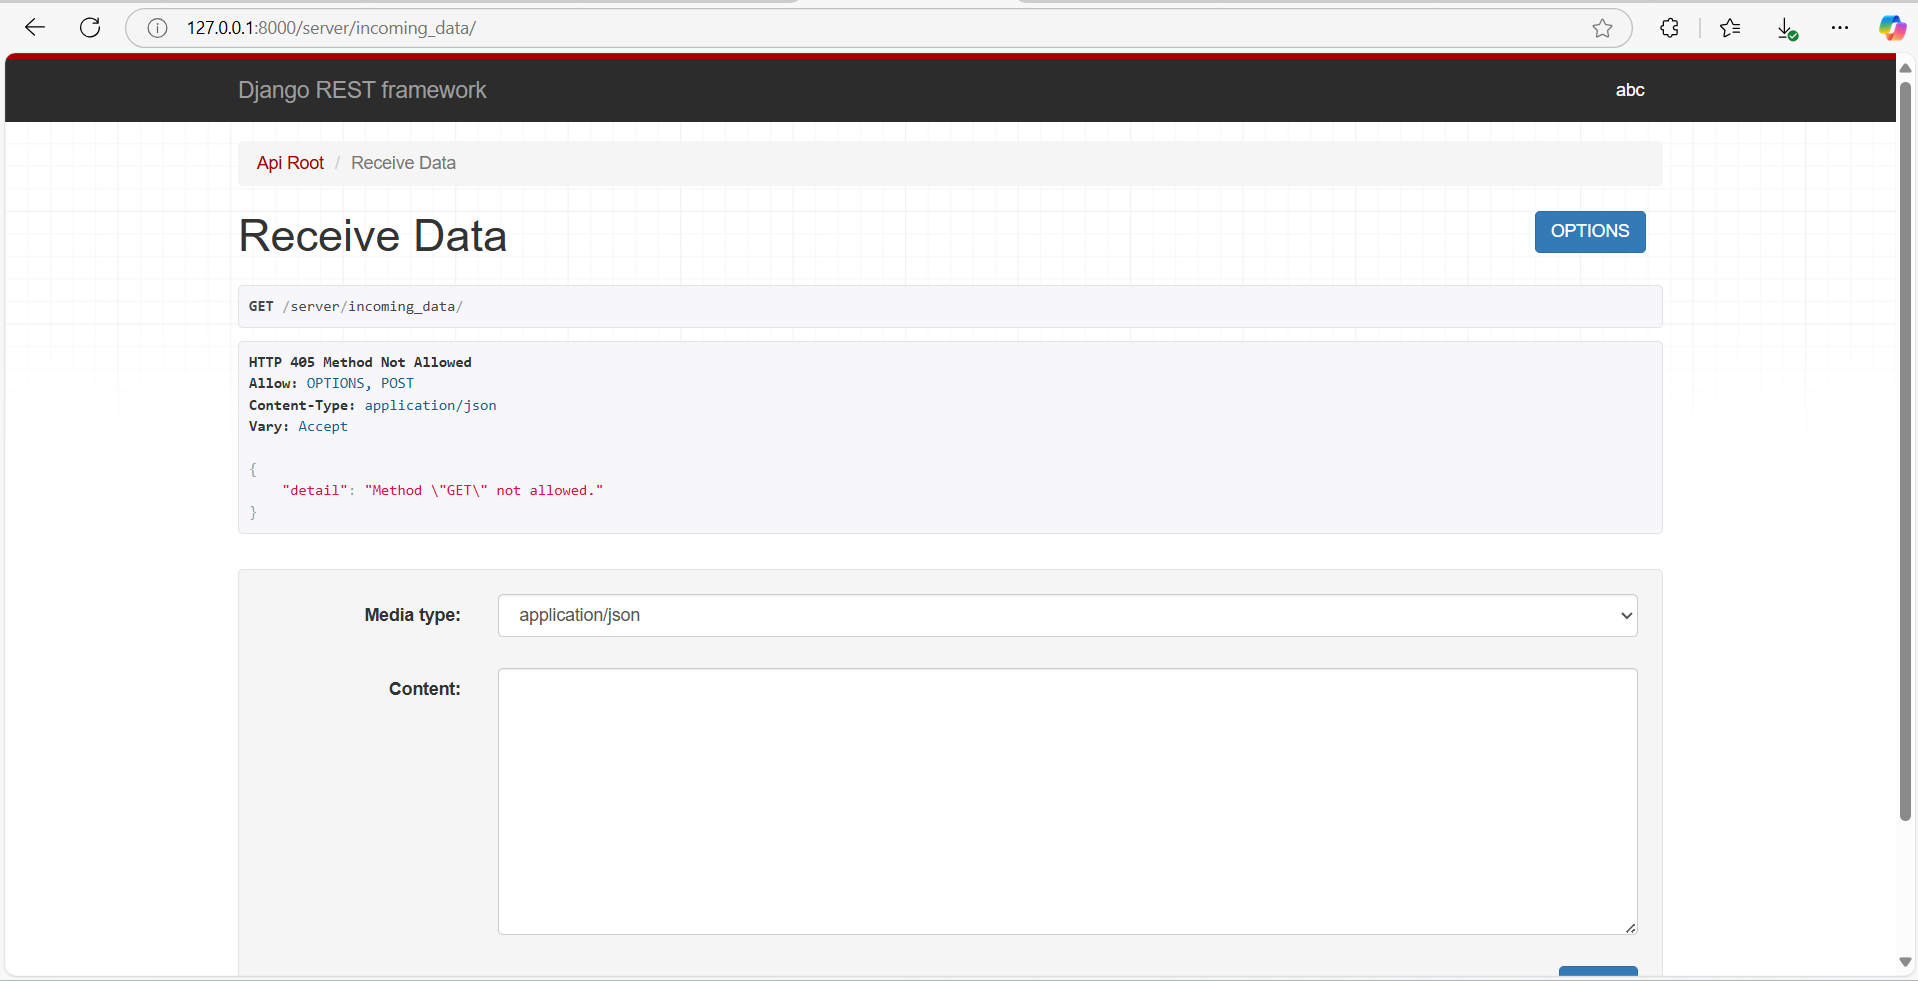 127.0.0.1:8000/server/incoming_data/
Django REST framework
abc
Api Root / Receive Data
Receive Data
OPTIONS
GET /server/incoming_data/
HTTP 405 Method Not Allowed
Allow: OPTIONS, POST
Content-Type: application/json
Vary: Accept
{
"detail": "Method \"GET\" not allowed."
}
Media type:
application/json
Content: